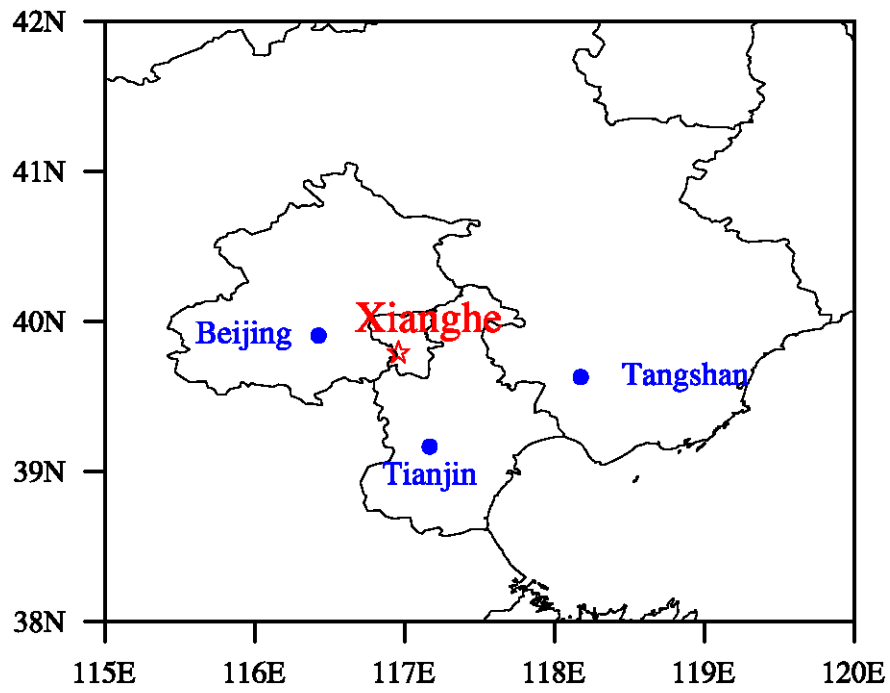 42N
41N
40N
39N
38N
Xianghe
Beijing
Tangshan
Tianjin
115E 116E 117E 118E 119E 120E